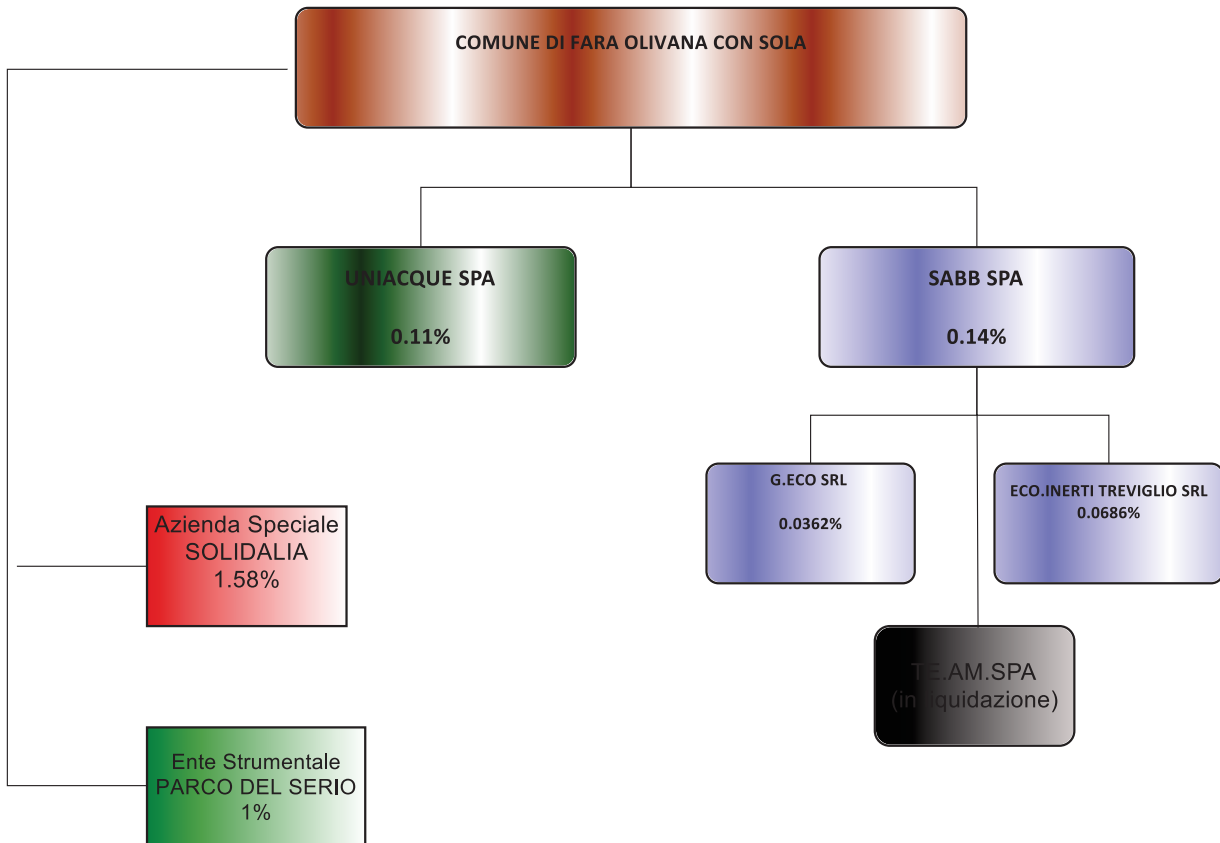 COMUNE DI FARA OLIVANA CON SOLA
UNIACQUE SPA
0.11%
SABB SPA
0.14%
G.ECO SRL
0.0362%
ECO.INERTI TREVIGLIO SRL
0.0686%
Azienda Speciale
SOLIDALIA
1.58%
TE.AM.SPA
(in liquidazione)
Ente Strumentale
PARCO DEL SERIO
1%